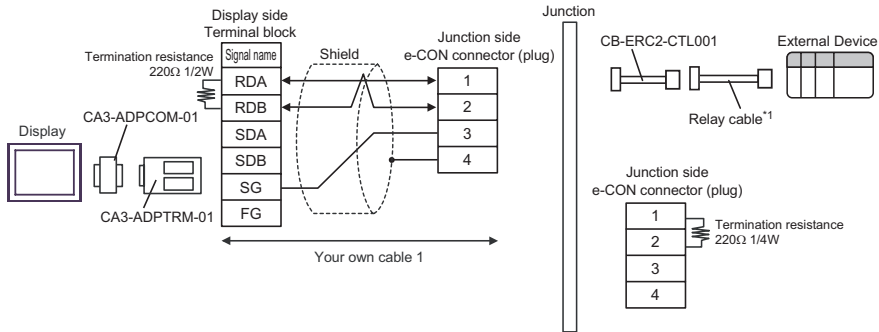 Display side
Terminal block
Termination resistance
220Ω 1/2W
Signal name
RDA
RDB
SDA
SDB
SG
FG
Shield
Junction side
e-CON connector (plug)
1
2
3
4
Display
CA3-ADPCOM-01
CA3-ADPTRM-01
Your own cable 1
Junction
CB-ERC2-CTL001
External Device
Relay cable*1
Junction side
e-CON connector (plug)
1
2
3
4
Termination resistance
220Ω 1/4W